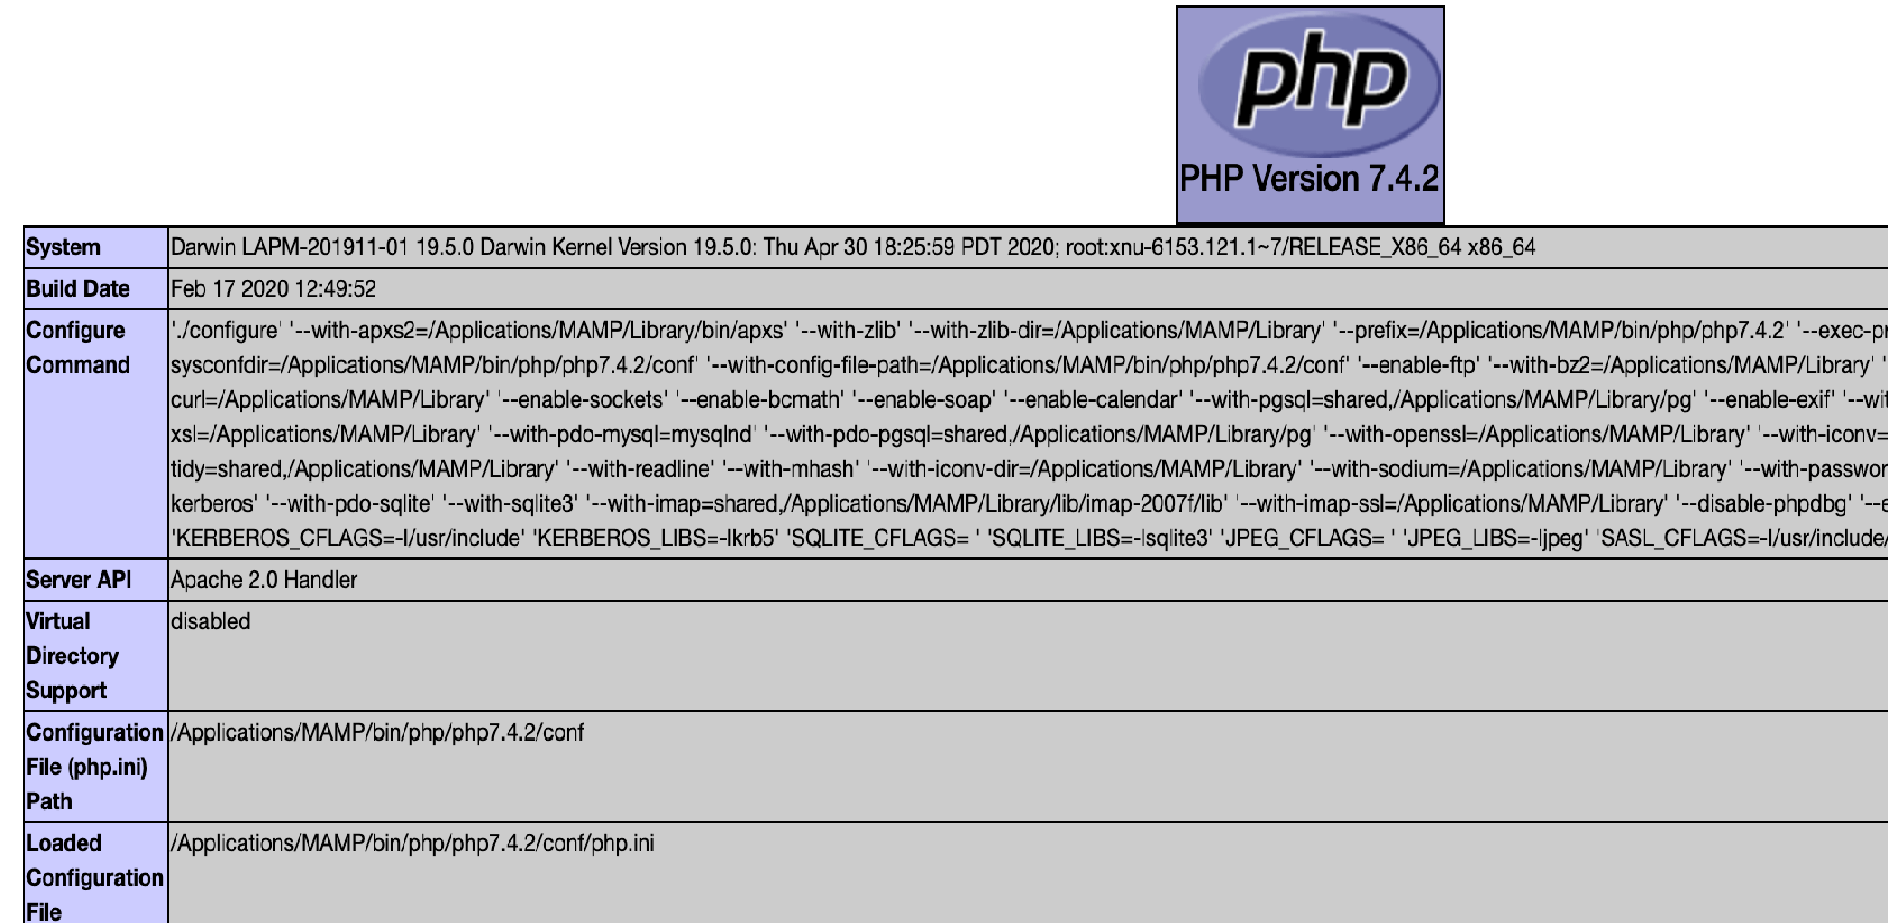 php
PHP Version 7.4.2
System Darwin LAPM-201911-01 19.5.0 Darwin Kernel Version 19.5.0: Thu Apr 30 18:25:59 PDT 2020; root:xnu-6153.121.1~7/RELEASE_X86_64 x86_64
Build Date Feb 17 2020 12:49:52
Configure './configure' '--with-apxs2=/Applications/MAMP/Library/bin/apxs' '--with-zlib' '--with-zlib-dir=/Applications/MAMP/Library' '--prefix=/Applications/MAMP/bin/php/php7.4.2' '--exec-pr
Command sysconfdir=/Applications/MAMP/bin/php/php7.4.2/conf' '--with-config-file-path=/Applications/MAMP/bin/php/php7.4.2/conf' '--enable-ftp' '--with-bz2=/Applications/MAMP/Library' '
curl=/Applications/MAMP/Library' '--enable-sockets' '--enable-bcmath' '--enable-soap' '--enable-calendar' '--with-pgsql=shared,/Applications/MAMP/Library/pg' '--enable-exif' '--wit
xsl=/Applications/MAMP/Library' '--with-pdo-mysql=mysqlnd' '--with-pdo-pgsql=shared,/Applications/MAMP/Library/pg' '--with-openssl=/Applications/MAMP/Library' '--with-iconv=
tidy=shared,/Applications/MAMP/Library' '--with-readline' '--with-mhash' '--with-iconv-dir=/Applications/MAMP/Library' '--with-sodium=/Applications/MAMP/Library' '--with-passwor
kerberos' '--with-pdo-sqlite' '--with-sqlite3' '--with-imap=shared,/Applications/MAMP/Library/lib/imap-2007f/lib' '--with-imap-ssl=/Applications/MAMP/Library' '--disable-phpdbg' '--e
'KERBEROS_CFLAGS=-I/usr/include' 'KERBEROS_LIBS=-lkrb5' 'SQLITE_CFLAGS= ' 'SQLITE_LIBS=-lsqlite3' 'JPEG_CFLAGS= ' 'JPEG_LIBS=-ljpeg' 'SASL_CFLAGS=-I/usr/include/
Server API Apache 2.0 Handler
Virtual disabled
Directory
Support
Configuration /Applications/MAMP/bin/php/php7.4.2/conf
File (php.ini)
Path
Loaded /Applications/MAMP/bin/php/php7.4.2/conf/php.ini
Configuration
File